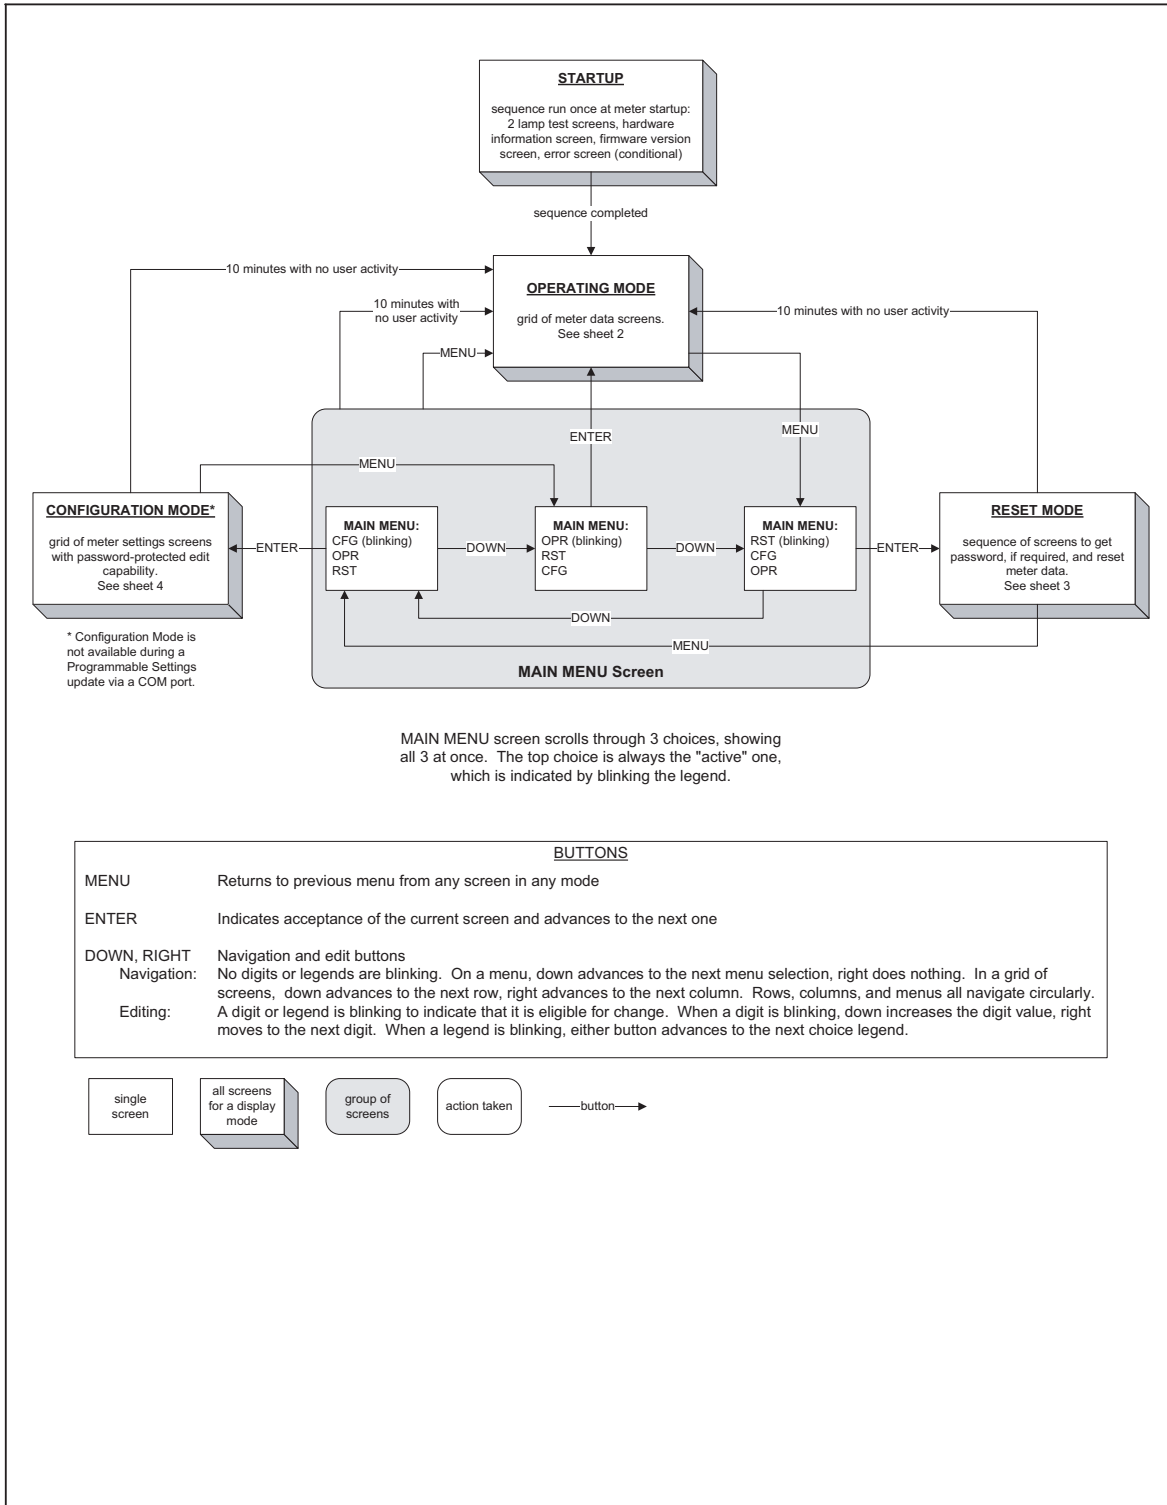 STARTUP
sequence run once at meter startup:
2 lamp test screens, hardware
information screen, firmware version
screen, error screen (conditional)
sequence completed
10 minutes with no user activity
OPERATING MODE
grid of meter data screens.
See sheet 2
10 minutes with
no user activity
10 minutes with no user activity
MENU
ENTER
MENU
MENU
CONFIGURATION MODE*
grid of meter settings screens
with password-protected edit
capability.
See sheet 4
ENTER
MAIN MENU:
CFG (blinking)
OPR
RST
DOWN
MAIN MENU:
OPR (blinking)
RST
CFG
DOWN
MAIN MENU:
RST (blinking)
CFG
OPR
ENTER
RESET MODE
sequence of screens to get
password, if required, and reset
meter data.
See sheet 3
DOWN
MENU
MAIN MENU Screen
* Configuration Mode is
not available during a
Programmable Settings
update via a COM port.
MAIN MENU screen scrolls through 3 choices, showing
all 3 at once. The top choice is always the "active" one,
which is indicated by blinking the legend.
BUTTONS
MENU Returns to previous menu from any screen in any mode
ENTER Indicates acceptance of the current screen and advances to the next one
DOWN, RIGHT Navigation and edit buttons
Navigation: No digits or legends are blinking. On a menu, down advances to the next menu selection, right does nothing. In a grid of
screens, down advances to the next row, right advances to the next column. Rows, columns, and menus all navigate circularly.
Editing: A digit or legend is blinking to indicate that it is eligible for change. When a digit is blinking, down increases the digit value, right
moves to the next digit. When a legend is blinking, either button advances to the next choice legend.
single
screen
all screens
for a display
mode
group of
screens
action taken
button